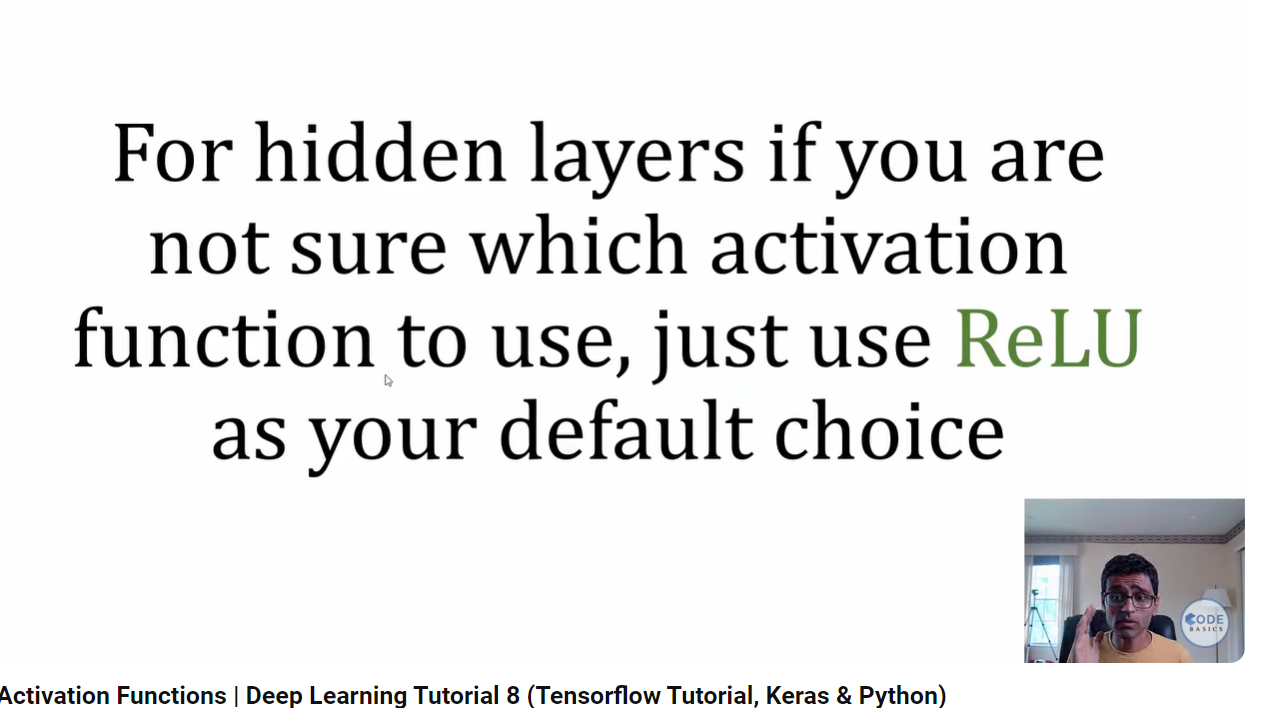 For hidden layers if you are
not sure which activation
function to use, just use ReLU
as your default choice
CODE
BASICS
Activation Functions | Deep Learning Tutorial 8 (Tensorflow Tutorial, Keras & Python)